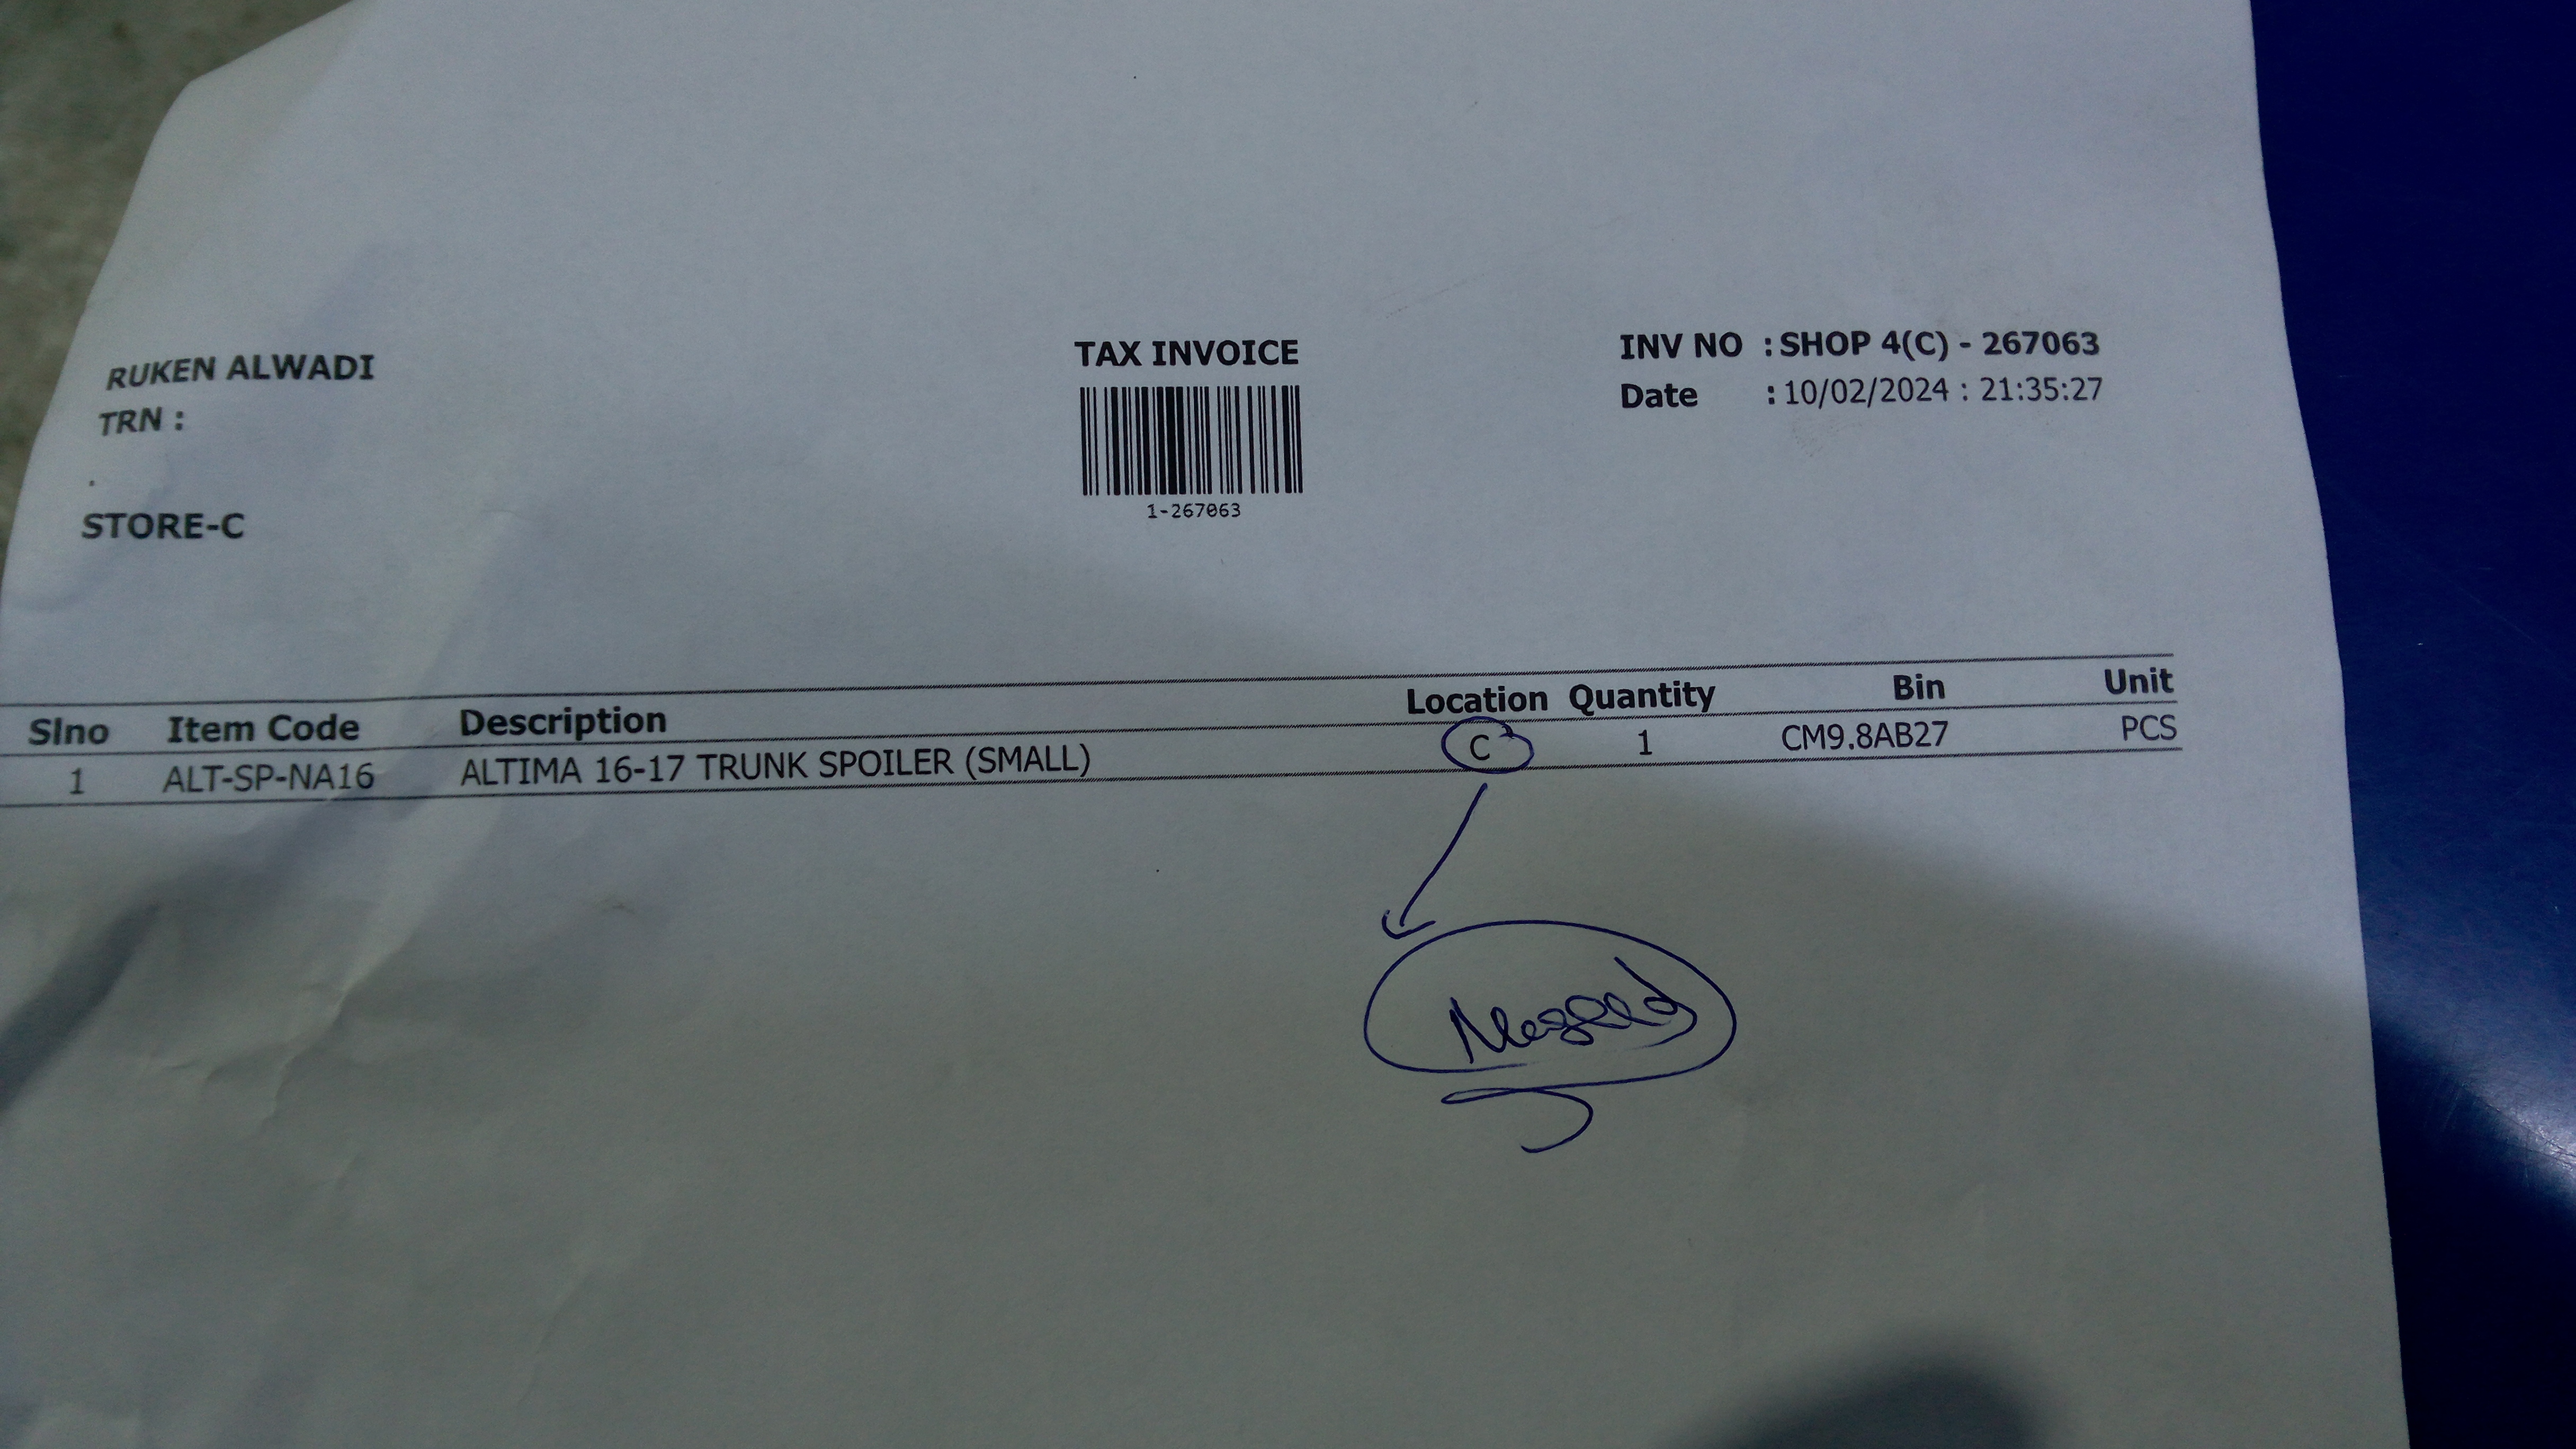 RUKEN ALWADI
TRN :
.
STORE-C
TAX INVOICE
1-267063
INV NO : SHOP 4(C) - 267063
Date : 10/02/2024 : 21:35:27
Slno Item Code Description Location Quantity Bin Unit
1 ALT-SP-NA16 ALTIMA 16-17 TRUNK SPOILER (SMALL) C 1 CM9.8AB27 PCS